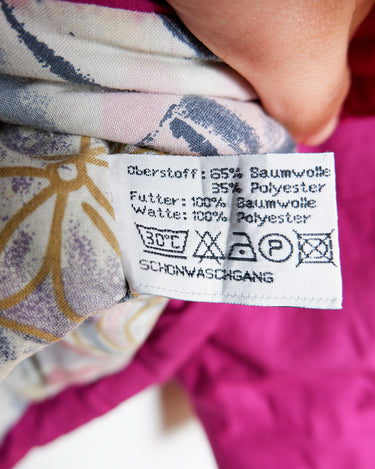 Oberstoff: 65% Baumwolle
35% Polyester
Futter: 100% Baumwolle
Watte: 100% Polyester
30°C P
SCHONWASCHGANG